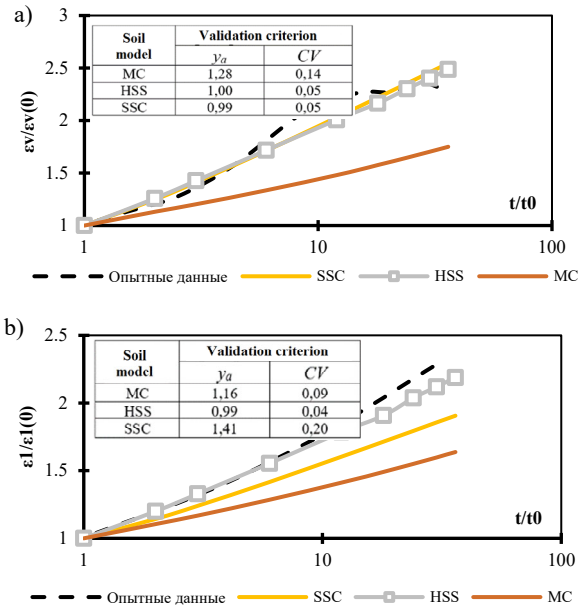 a)
3
2.5
2
1.5
1
εv/εv(0)
Soil model Validation criterion
yₐ CV
MC 1,28 0,14
HSS 1,00 0,05
SSC 0,99 0,05
t/t0
1 10 100
Опытные данные SSC HSS MC
b)
2.5
2
1.5
1
ε1/ε1(0)
Soil model Validation criterion
yₐ CV
MC 1,16 0,09
HSS 0,99 0,04
SSC 1,41 0,20
t/t0
1 10 100
Опытные данные SSC HSS MC